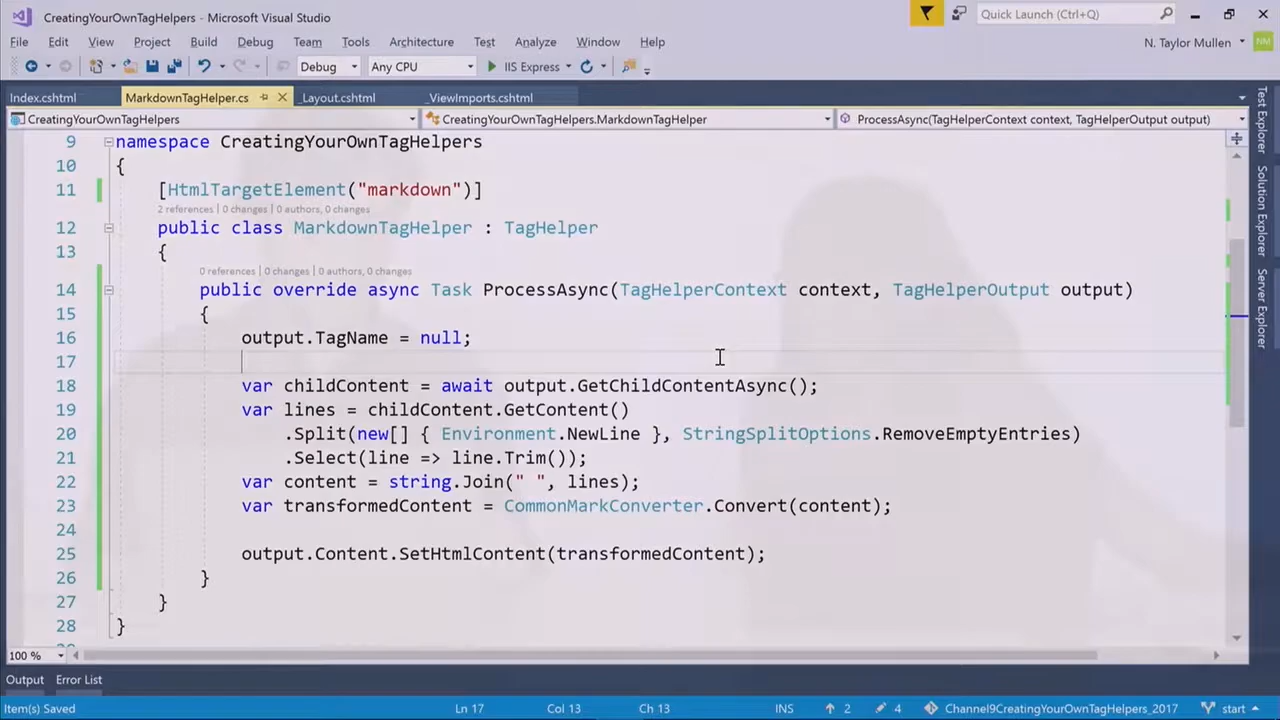 CreatingYourOwnTagHelpers - Microsoft Visual Studio
Quick Launch (Ctrl+Q)
File Edit View Project Build Debug Team Tools Architecture Test Analyze Window Help
N. Taylor Mullen
NM
Debug Any CPU IIS Express
Index.cshtml MarkdownTagHelper.cs _Layout.cshtml _ViewImports.cshtml
CreatingYourOwnTagHelpers CreatingYourOwnTagHelpers.MarkdownTagHelper ProcessAsync(TagHelperContext context, TagHelperOutput output)
9 namespace CreatingYourOwnTagHelpers
10 {
11 [HtmlTargetElement("markdown")]
2 references | 0 changes | 0 authors, 0 changes
12 public class MarkdownTagHelper : TagHelper
13 {
0 references | 0 changes | 0 authors, 0 changes
14 public override async Task ProcessAsync(TagHelperContext context, TagHelperOutput output)
15 {
16 output.TagName = null;
17
18 var childContent = await output.GetChildContentAsync();
19 var lines = childContent.GetContent()
20 .Split(new[] { Environment.NewLine }, StringSplitOptions.RemoveEmptyEntries)
21 .Select(line => line.Trim());
22 var content = string.Join(" ", lines);
23 var transformedContent = CommonMarkConverter.Convert(content);
24
25 output.Content.SetHtmlContent(transformedContent);
26 }
27 }
28 }
100 %
Test Explorer
Solution Explorer
Server Explorer
Output Error List
Item(s) Saved Ln 17 Col 13 Ch 13 INS 2 4 Channel9CreatingYourOwnTagHelpers_2017 start